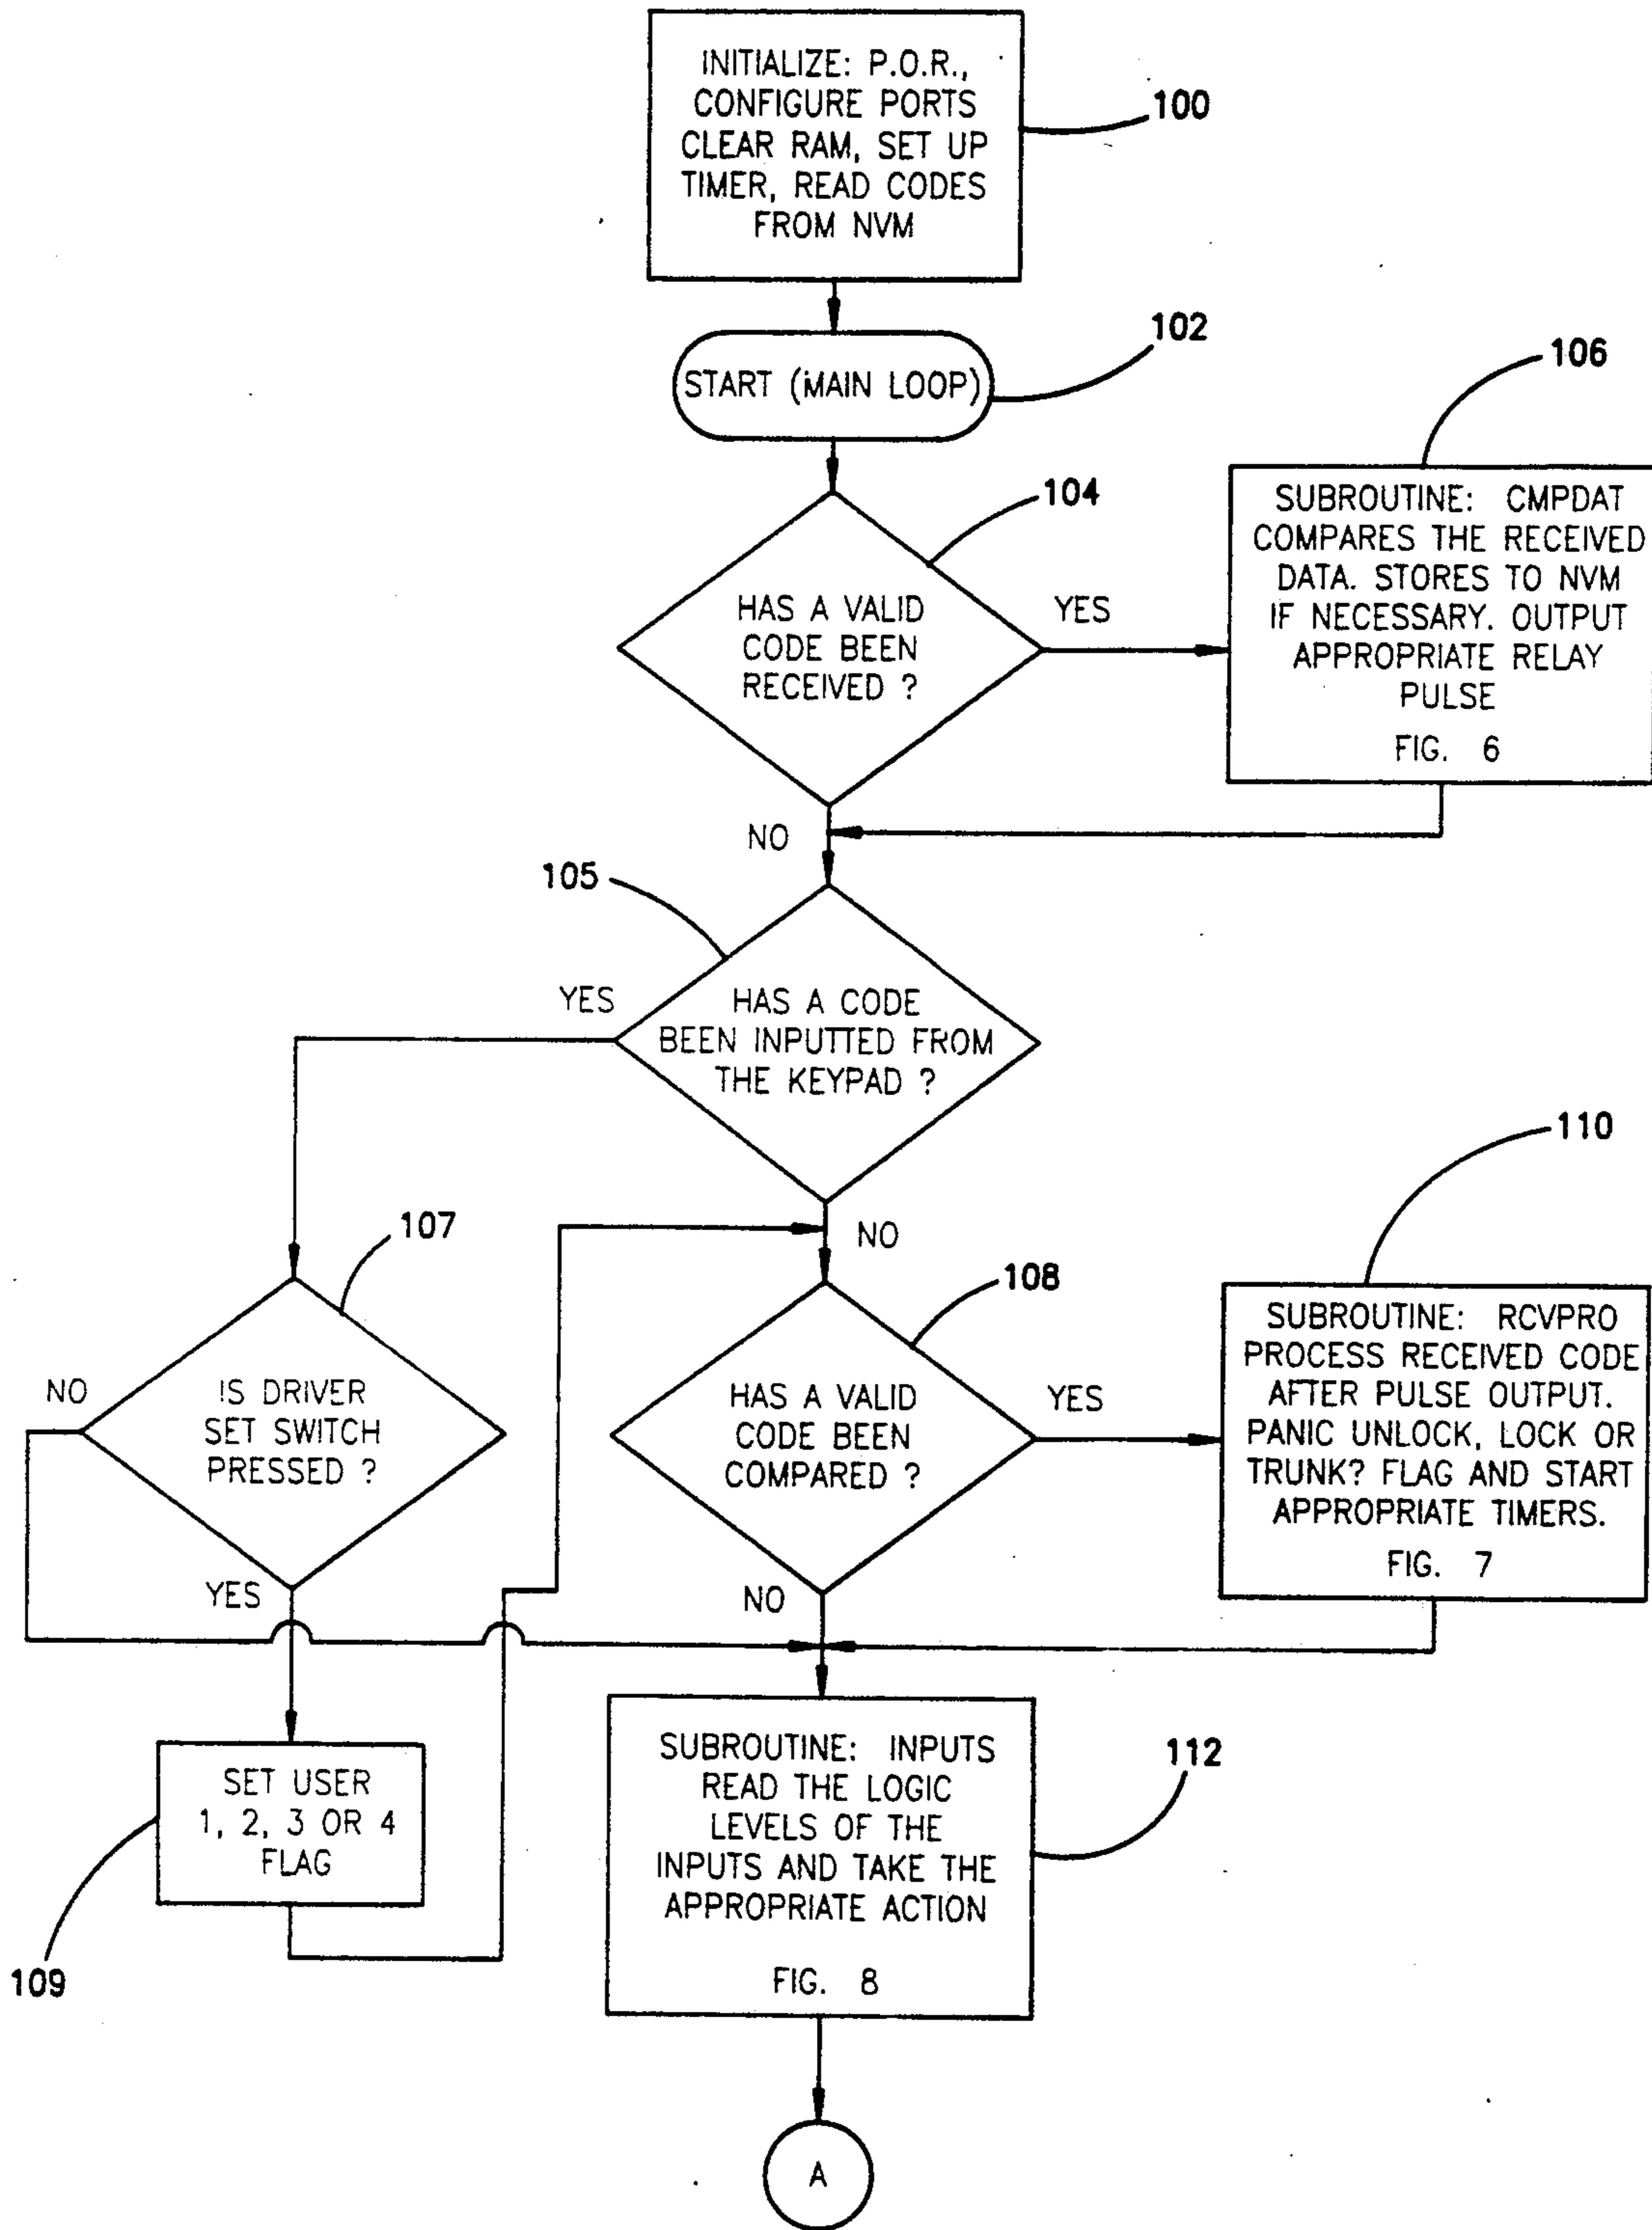 INITIALIZE: P.O.R.,
CONFIGURE PORTS
CLEAR RAM, SET UP
TIMER, READ CODES
FROM NVM
100
START (MAIN LOOP)
102
HAS A VALID
CODE BEEN
RECEIVED ?
104
YES
NO
SUBROUTINE: CMPDAT
COMPARES THE RECEIVED
DATA. STORES TO NVM
IF NECESSARY. OUTPUT
APPROPRIATE RELAY
PULSE
FIG. 6
106
HAS A CODE
BEEN INPUTTED FROM
THE KEYPAD ?
105
YES
NO
IS DRIVER
SET SWITCH
PRESSED ?
107
NO
YES
HAS A VALID
CODE BEEN
COMPARED ?
108
YES
NO
SUBROUTINE: RCVPRO
PROCESS RECEIVED CODE
AFTER PULSE OUTPUT.
PANIC UNLOCK, LOCK OR
TRUNK? FLAG AND START
APPROPRIATE TIMERS.
FIG. 7
110
SET USER
1, 2, 3 OR 4
FLAG
109
SUBROUTINE: INPUTS
READ THE LOGIC
LEVELS OF THE
INPUTS AND TAKE THE
APPROPRIATE ACTION
FIG. 8
112
A